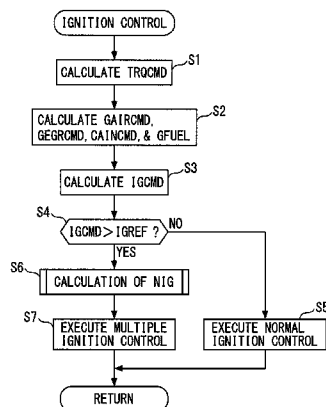 IGNITION CONTROL
S1
CALCULATE TRQCMD
S2
CALCULATE GAIRCMD,
GEGRCMD, CAINCMD, & GFUEL
S3
CALCULATE IGCMD
S4
IGCMD>IGREF ?
NO
YES
S6
CALCULATION OF NIG
S7
EXECUTE MULTIPLE
IGNITION CONTROL
S5
EXECUTE NORMAL
IGNITION CONTROL
RETURN